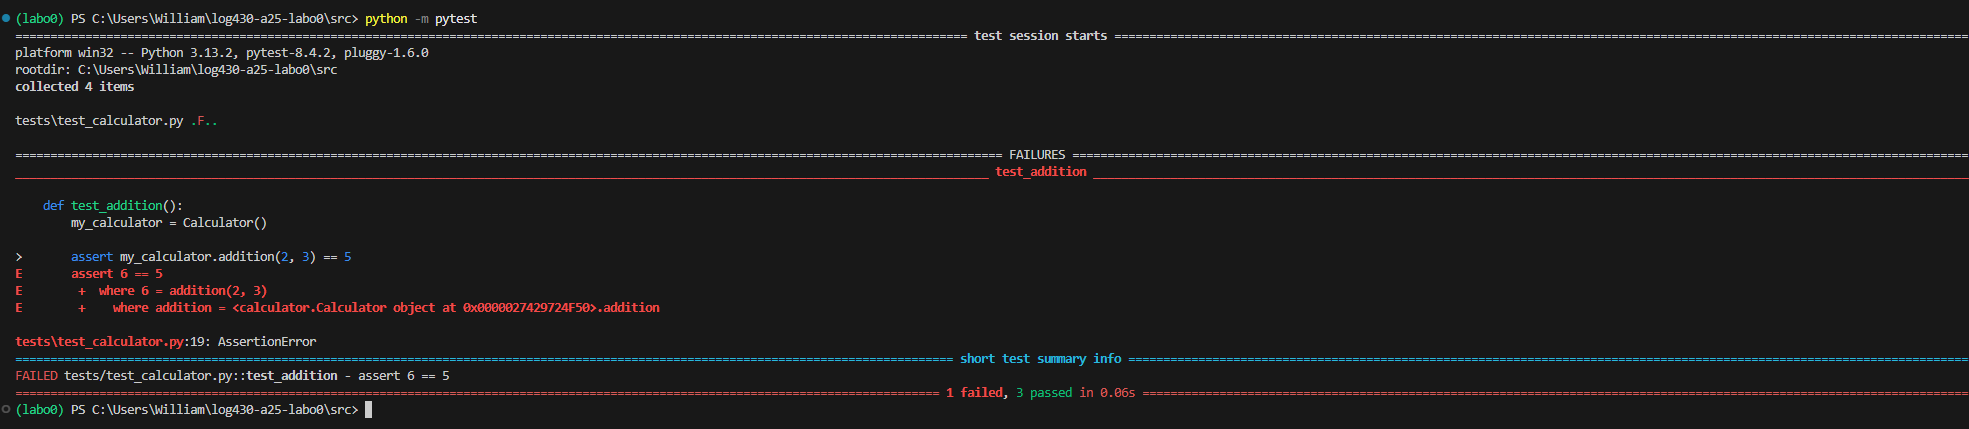 (labo0) PS C:\Users\William\log430-a25-labo0\src> python -m pytest
============================== test session starts ==============================
platform win32 -- Python 3.13.2, pytest-8.4.2, pluggy-1.6.0
rootdir: C:\Users\William\log430-a25-labo0\src
collected 4 items
tests\test_calculator.py .F..
============================== FAILURES ==============================
______________________________ test_addition ______________________________
def test_addition():
my_calculator = Calculator()
> assert my_calculator.addition(2, 3) == 5
E assert 6 == 5
E + where 6 = addition(2, 3)
E + where addition = <calculator.Calculator object at 0x0000027429724F50>.addition
tests\test_calculator.py:19: AssertionError
============================== short test summary info ==============================
FAILED tests/test_calculator.py::test_addition - assert 6 == 5
============================== 1 failed, 3 passed in 0.06s ==============================
(labo0) PS C:\Users\William\log430-a25-labo0\src>